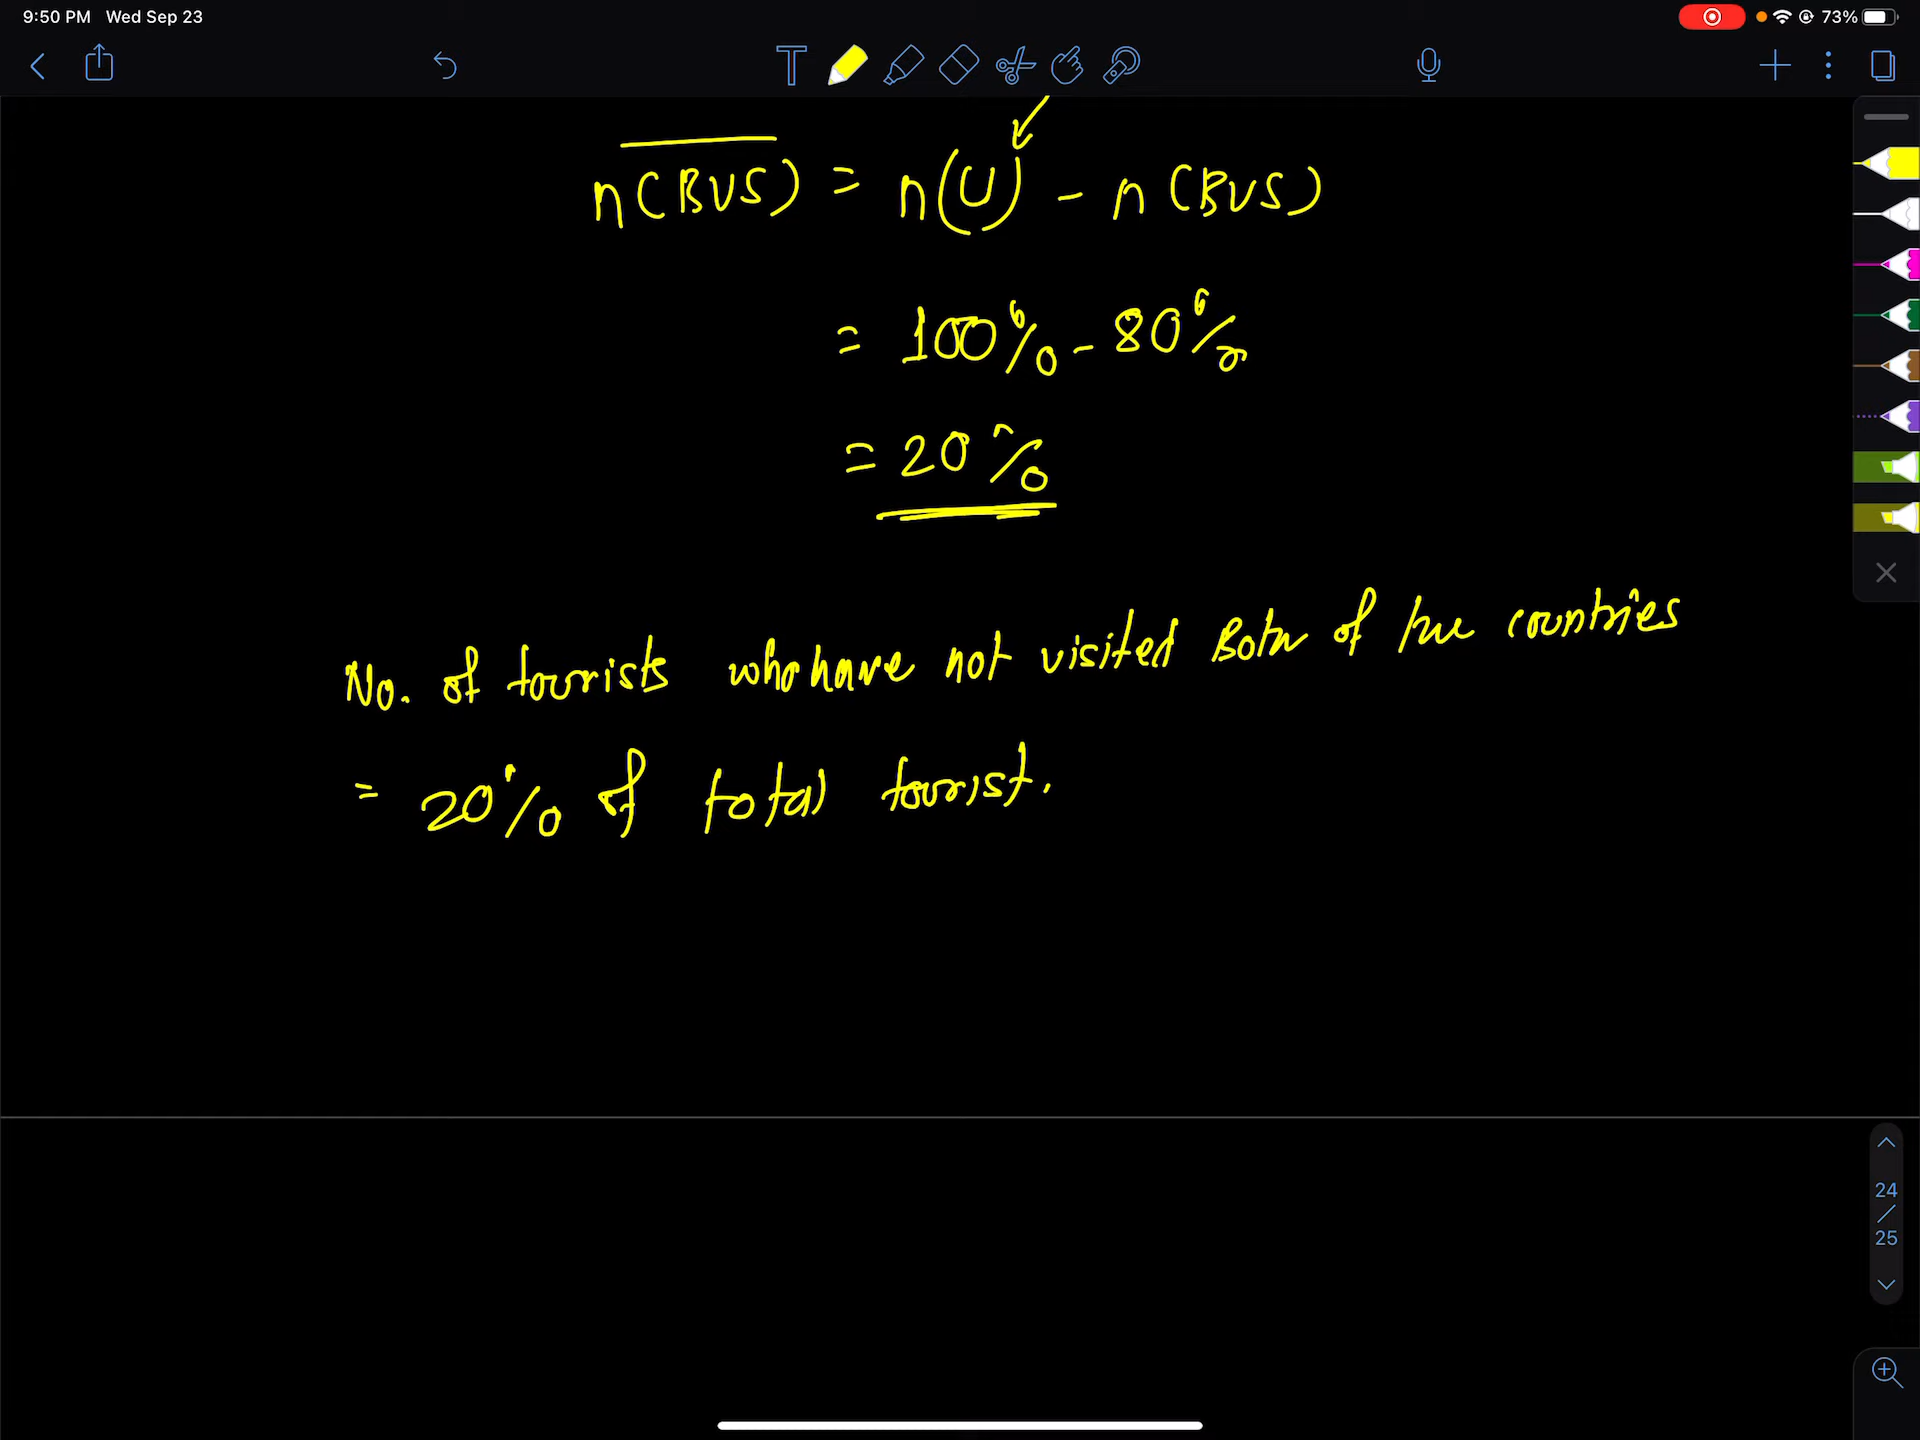 9:50 PM Wed Sep 23
73%
n(B∪S)‾ = n(U) - n(B∪S)
= 100% - 80%
= 20%
No. of tourists who have not visited Both of the countries
= 20% of total tourist.
24
/
25